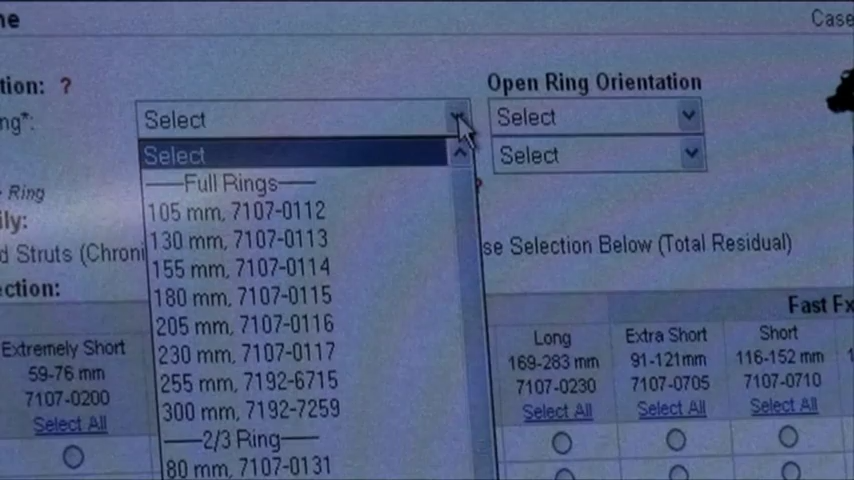 ne
Case
tion: ?
Open Ring Orientation
ng*:
Select
Select
Select
Select
——Full Rings——
105 mm, 7107-0112
130 mm, 7107-0113
155 mm, 7107-0114
180 mm, 7107-0115
205 mm, 7107-0116
230 mm, 7107-0117
255 mm, 7192-6715
300 mm, 7192-7259
——2/3 Ring——
80 mm, 7107-0131
Ring
ily:
d Struts (Chroni
se Selection Below (Total Residual)
ection:
Fast Ex
Extremely Short
59-76 mm
7107-0200
Select All
Long
169-283 mm
7107-0230
Select All
Extra Short
91-121mm
7107-0705
Select All
Short
116-152 mm
7107-0710
Select All